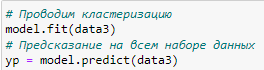 # Проводим кластеризацию
model.fit(data3)
# Предсказание на всем наборе данных
yp = model.predict(data3)